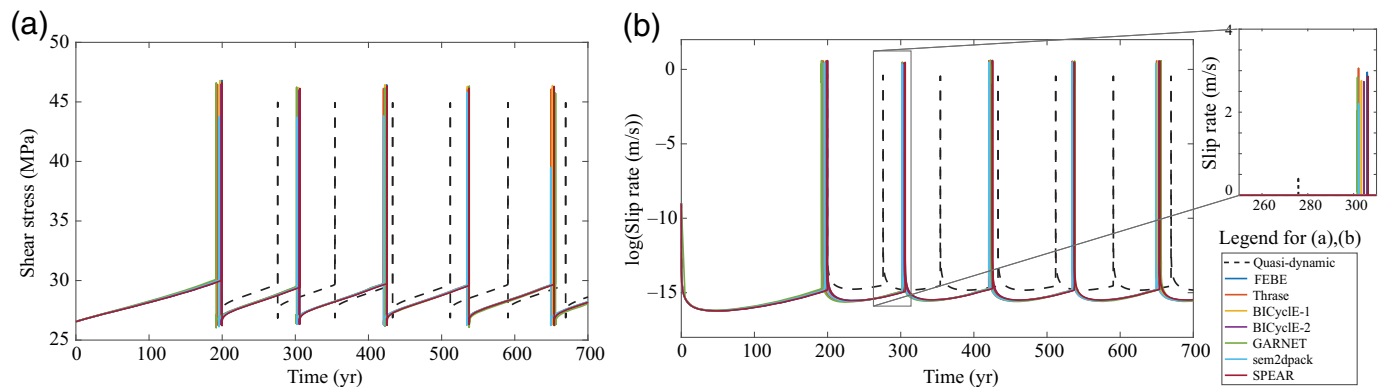 (a)
50
45
40
35
30
25
Shear stress (MPa)
0 100 200 300 400 500 600 700
Time (yr)
(b)
0
−5
−10
−15
log(Slip rate (m/s))
0 100 200 300 400 500 600 700
Time (yr)
4
3
2
1
0
Slip rate (m/s)
260 280 300
Legend for (a),(b)
Quasi-dynamic
FEBE
Thrase
BICyclE-1
BICyclE-2
GARNET
sem2dpack
SPEAR